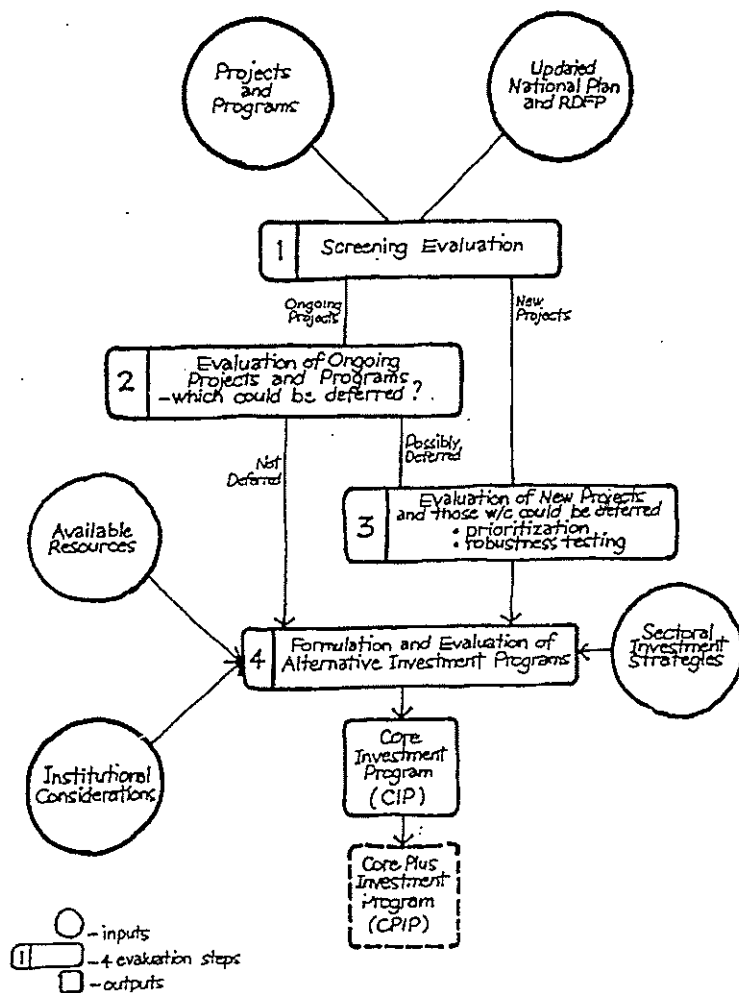 Projects
and
Programs
Updated
National Plan
and RDFP
1
Screening Evaluation
Ongoing
Projects
New
Projects
2
Evaluation of Ongoing
Projects and Programs
-which could be deferred?
Not
Deferred
Possibly
Deferred
3
Evaluation of New Projects
and those w/c could be deferred
• prioritization
• robustness testing
Available
Resources
4
Formulation and Evaluation of
Alternative Investment Programs
Sectoral
Investment
Strategies
Institutional
Considerations
Core
Investment
Program
(CIP)
Core Plus
Investment
Program
(CPIP)
- inputs
1
- 4 evaluation steps
- outputs